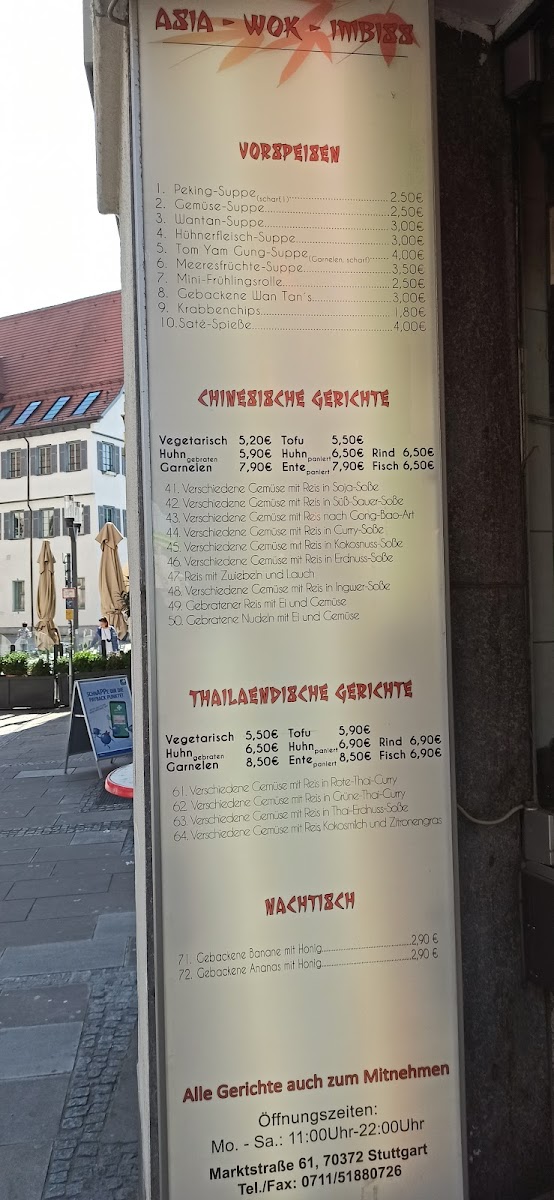 ASIA - WOK - IMBISS
VORSPEISEN
1. Peking-Suppe (scharf!) 2.50€
2. Gemüse-Suppe 2,50€
3. Wantan-Suppe 3,00€
4. Hühnerfleisch-Suppe 3,00€
5. Tom Yam Gung-Suppe (Garnelen, scharf) 4,00€
6. Meeresfrüchte-Suppe 3.50€
7. Mini-Frühlingsrolle 2,50€
8. Gebackene Wan Tan's 3,00€
9. Krabbenchips 1,80€
10.Saté-Spieße 4,00€
CHINESISCHE GERICHTE
Vegetarisch 5,20€ Tofu 5,50€
Huhn gebraten 5,90€ Huhn paniert 6,50€ Rind 6,50€
Garnelen 7,90€ Ente paniert 7,90€ Fisch 6,50€
41. Verschiedene Gemüse mit Reis in Soja-Soße
42. Verschiedene Gemüse mit Reis in Süß-Sauer-Soße
43. Verschiedene Gemüse mit Reis nach Gong-Bao-Art
44. Verschiedene Gemüse mit Reis in Curry-Soße
45. Verschiedene Gemüse mit Reis in Kokosnuss-Soße
46. Verschiedene Gemüse mit Reis in Erdnuss-Soße
47. Reis mit Zwiebeln und Lauch
48. Verschiedene Gemüse mit Reis in Ingwer-Soße
49. Gebratener Reis mit Ei und Gemüse
50. Gebratene Nudeln mit Ei und Gemüse
THAILAENDISCHE GERICHTE
Vegetarisch 5,50€ Tofu 5,90€
Huhn gebraten 6,50€ Huhn paniert 6,90€ Rind 6,90€
Garnelen 8,50€ Ente paniert 8,50€ Fisch 6,90€
61. Verschiedene Gemüse mit Reis in Rote-Thai-Curry
62. Verschiedene Gemüse mit Reis in Grüne-Thai-Curry
63. Verschiedene Gemüse mit Reis in Thai-Erdnuss-Soße
64. Verschiedene Gemüse mit Reis Kokosmilch und Zitronengras
NACHTISCH
71. Gebackene Banane mit Honig 2,90 €
72. Gebackene Ananas mit Honig 2,90 €
Alle Gerichte auch zum Mitnehmen
Öffnungszeiten:
Mo. - Sa.: 11:00Uhr-22:00Uhr
Marktstraße 61, 70372 Stuttgart
Tel./Fax: 0711/51880726
SCHNAPPE DIR DIE
PAYBACK PUNKTE!